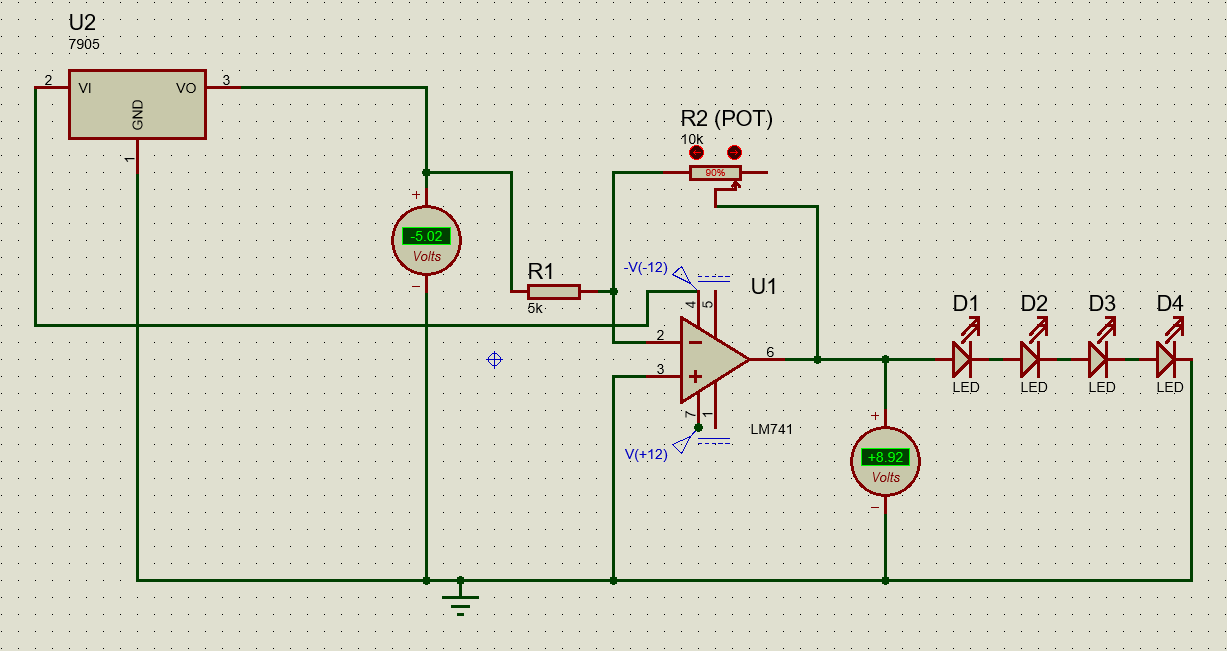 U2
7905
2
VI
VO
3
GND
1
R2 (POT)
10k
90%
+
-5.02
Volts
−
R1
5k
-V(-12)
4
5
U1
2
−
3
+
6
7
1
LM741
V(+12)
D1
D2
D3
D4
LED
LED
LED
LED
+
+8.92
Volts
−